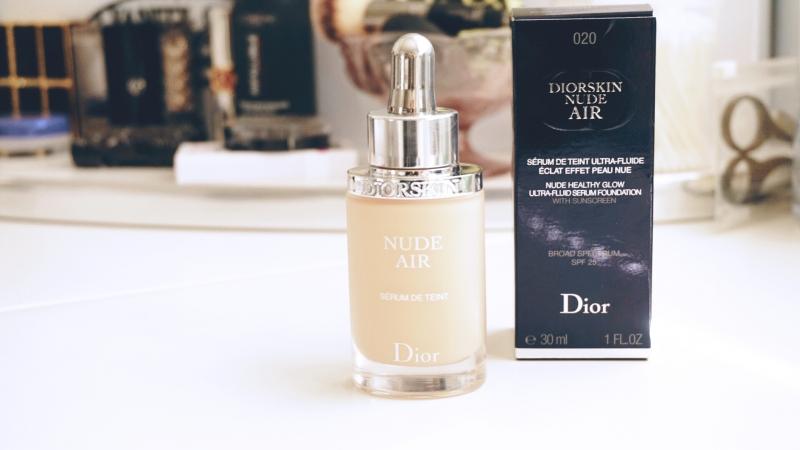 DIORSKIN
NUDE
AIR
SÉRUM DE TEINT
Dior
020
DIORSKIN
NUDE
AIR
SÉRUM DE TEINT ULTRA-FLUIDE
ÉCLAT EFFET PEAU NUE
NUDE HEALTHY GLOW
ULTRA-FLUID SERUM FOUNDATION
WITH SUNSCREEN
BROAD SPECTRUM
SPF 25
Dior
e 30 ml 1 FL.OZ